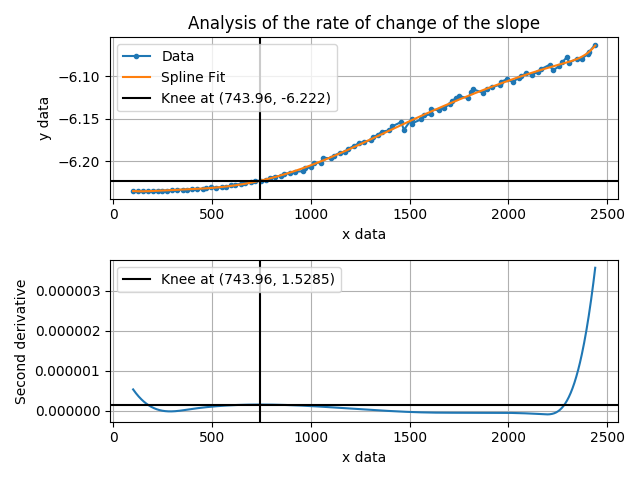 Analysis of the rate of change of the slope
Data
Spline Fit
Knee at (743.96, -6.222)
−6.10
−6.15
−6.20
y data
0
500
1000
1500
2000
2500
x data
Knee at (743.96, 1.5285)
0.000003
0.000002
0.000001
0.000000
Second derivative
0
500
1000
1500
2000
2500
x data